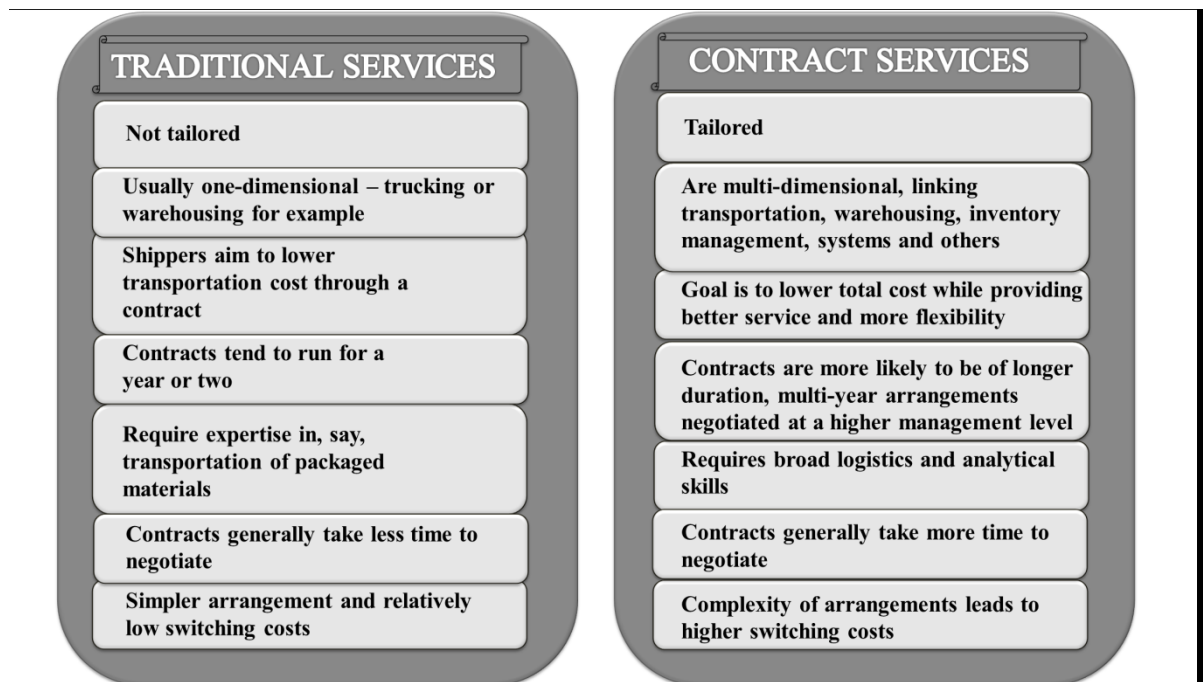 TRADITIONAL SERVICES
Not tailored
Usually one-dimensional – trucking or
warehousing for example
Shippers aim to lower
transportation cost through a
contract
Contracts tend to run for a
year or two
Require expertise in, say,
transportation of packaged
materials
Contracts generally take less time to
negotiate
Simpler arrangement and relatively
low switching costs
CONTRACT SERVICES
Tailored
Are multi-dimensional, linking
transportation, warehousing, inventory
management, systems and others
Goal is to lower total cost while providing
better service and more flexibility
Contracts are more likely to be of longer
duration, multi-year arrangements
negotiated at a higher management level
Requires broad logistics and analytical
skills
Contracts generally take more time to
negotiate
Complexity of arrangements leads to
higher switching costs